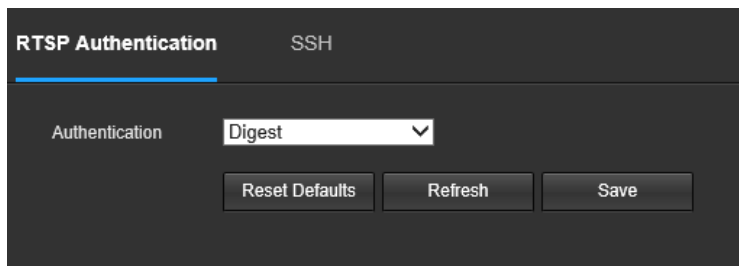 RTSP Authentication SSH
Authentication Digest
Reset Defaults Refresh Save